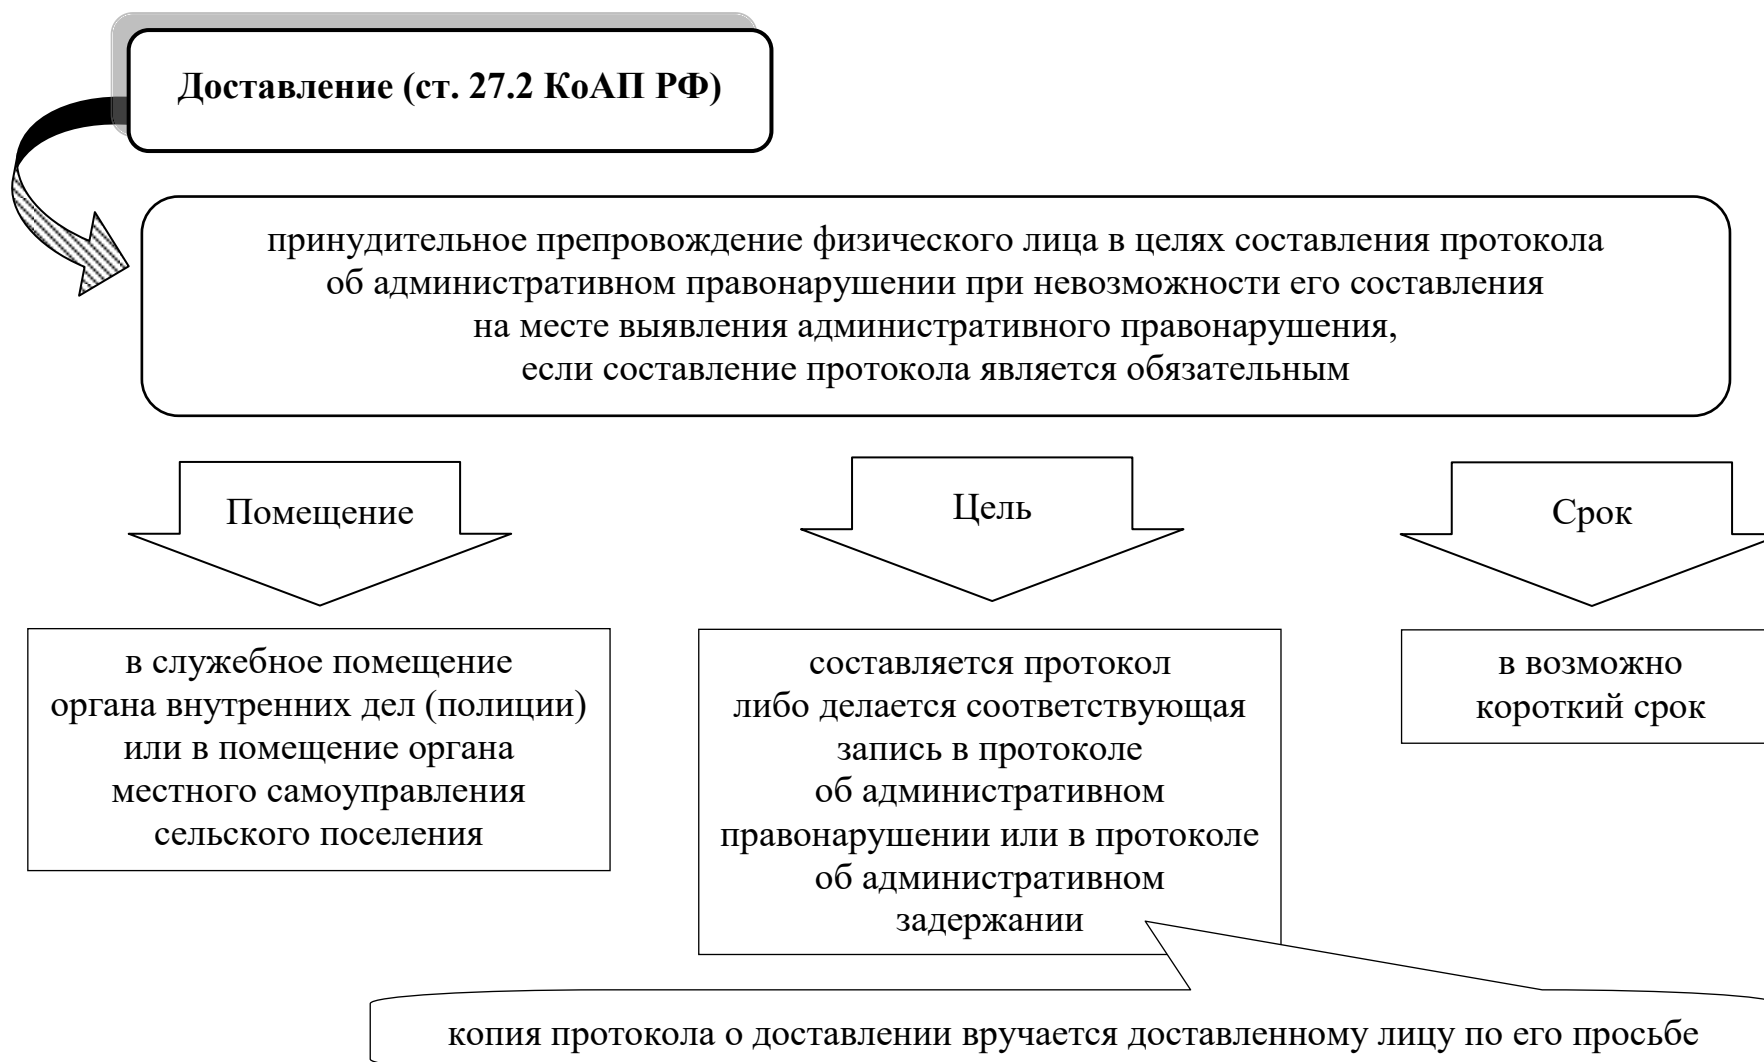 Доставление (ст. 27.2 КоАП РФ)
принудительное препровождение физического лица в целях составления протокола
об административном правонарушении при невозможности его составления
на месте выявления административного правонарушения,
если составление протокола является обязательным
Помещение
Цель
Срок
в служебное помещение
органа внутренних дел (полиции)
или в помещение органа
местного самоуправления
сельского поселения
составляется протокол
либо делается соответствующая
запись в протоколе
об административном
правонарушении или в протоколе
об административном
задержании
в возможно
короткий срок
копия протокола о доставлении вручается доставленному лицу по его просьбе